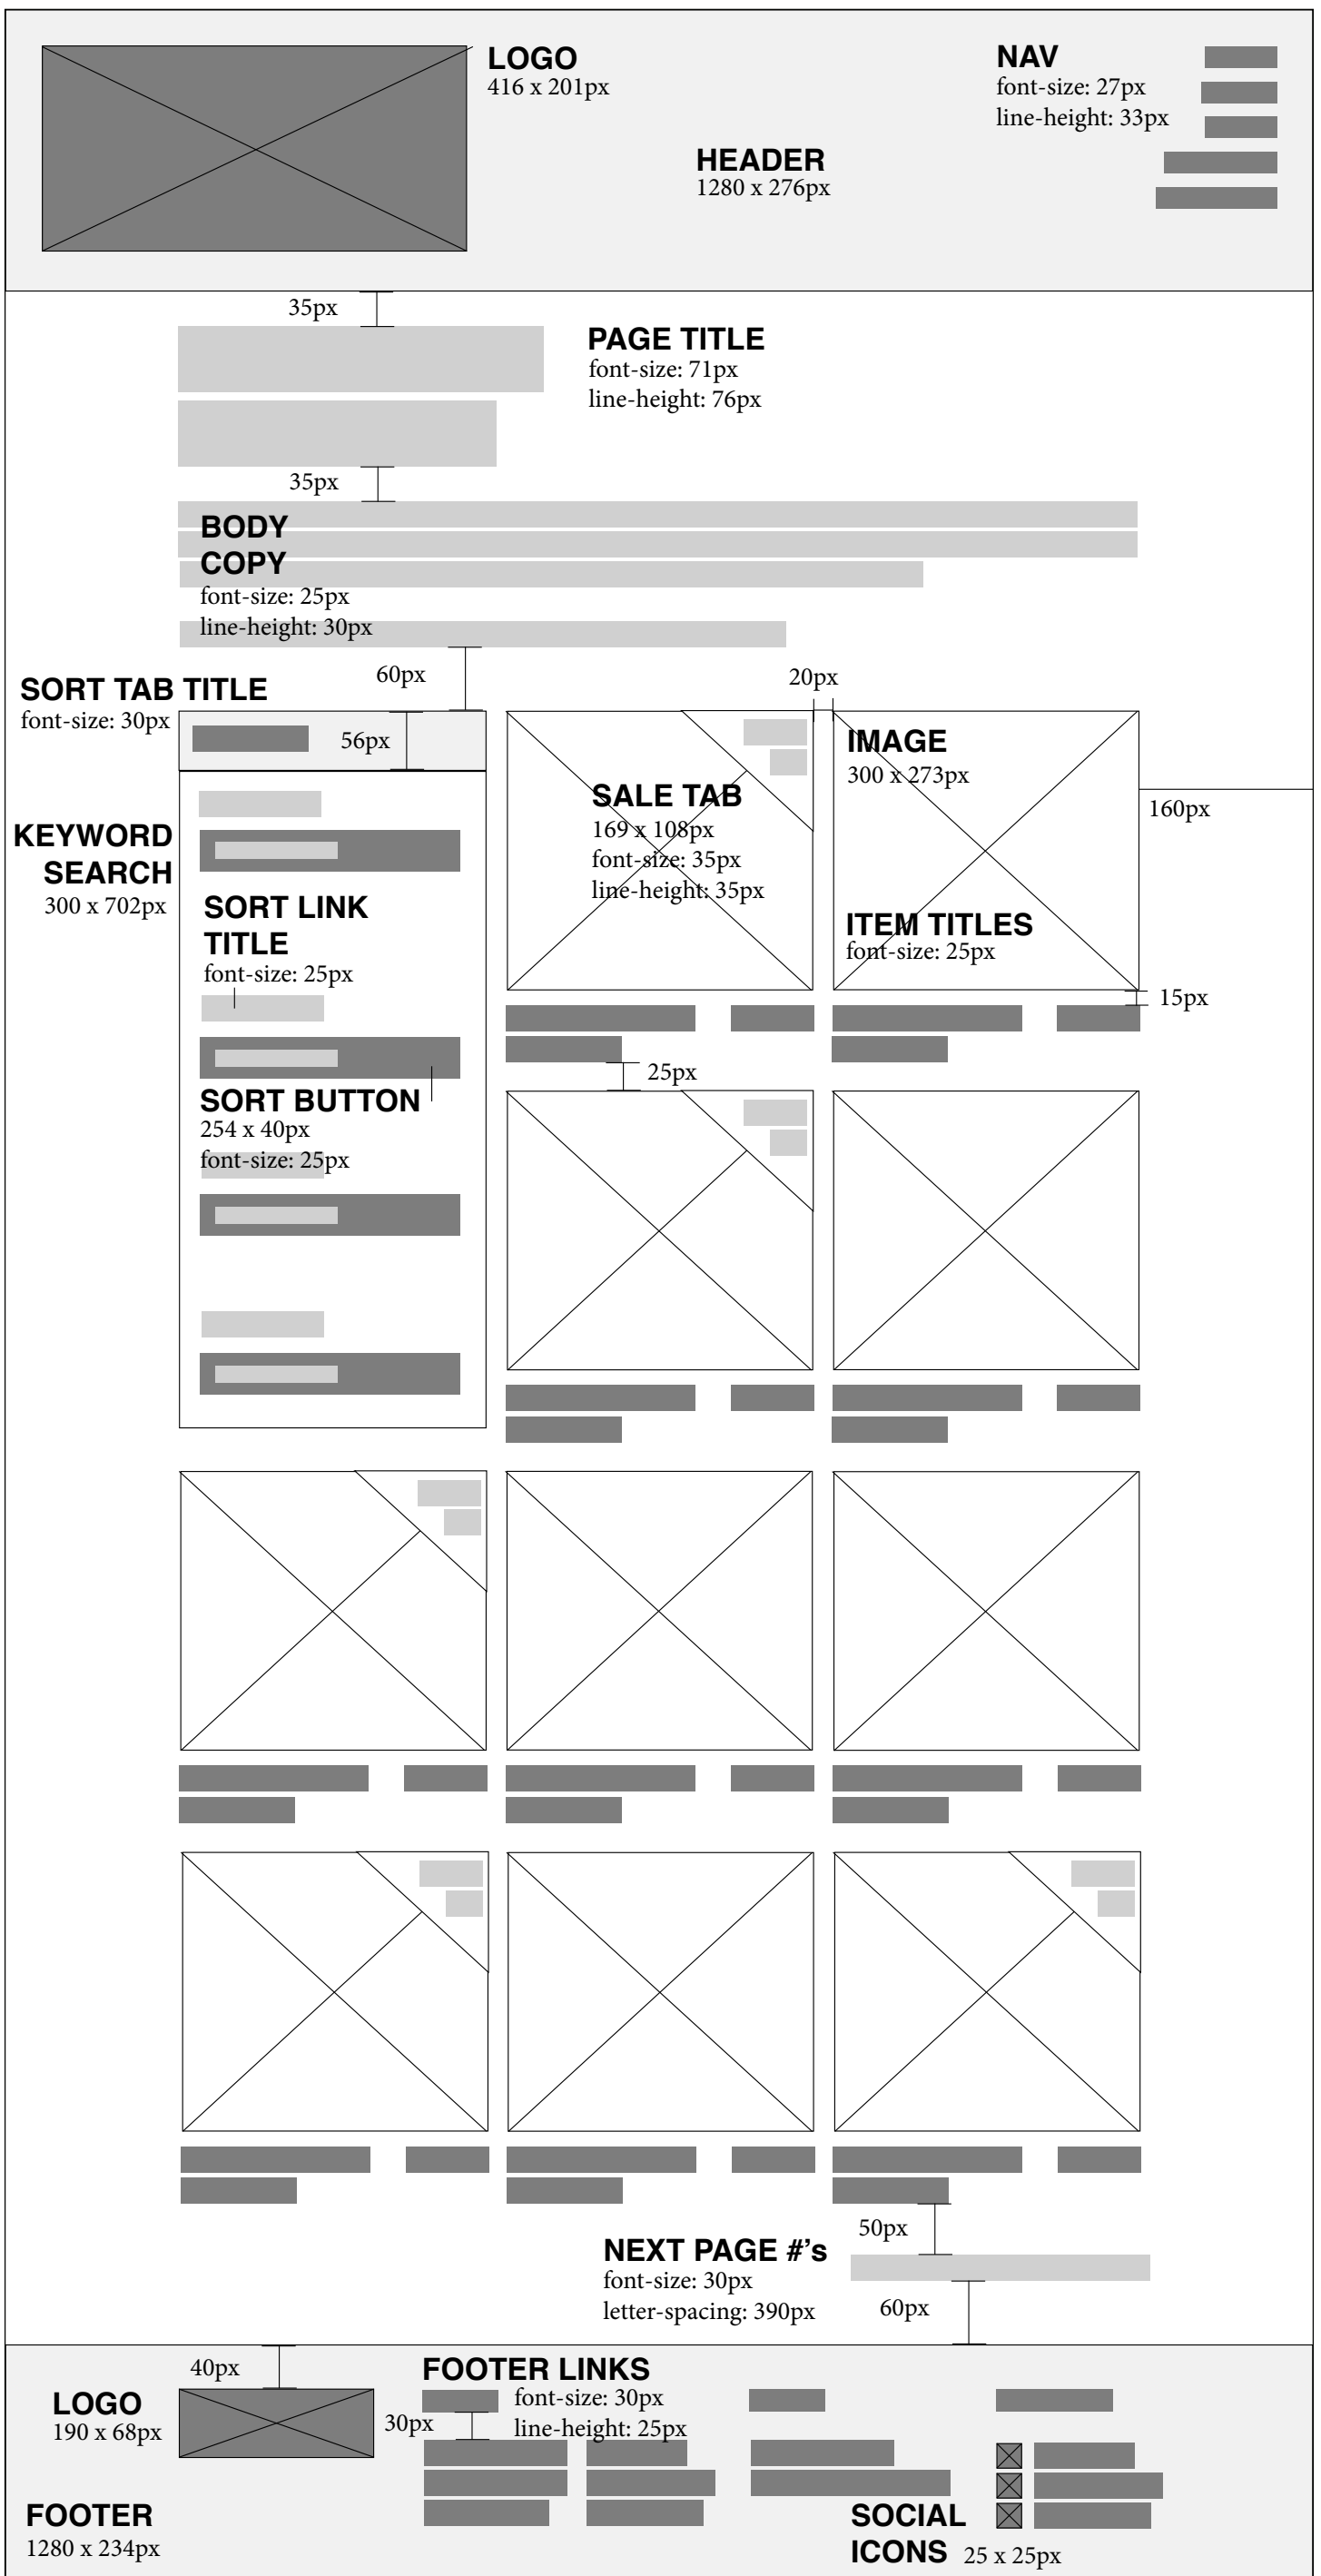 LOGO
416 x 201px
NAV
font-size: 27px
line-height: 33px
HEADER
1280 x 276px
35px
PAGE TITLE
font-size: 71px
line-height: 76px
35px
BODY
COPY
font-size: 25px
line-height: 30px
60px
20px
SORT TAB TITLE
font-size: 30px
56px
IMAGE
300 x 273px
SALE TAB
169 x 108px
font-size: 35px
line-height: 35px
160px
KEYWORD
SEARCH
300 x 702px
SORT LINK
TITLE
font-size: 25px
ITEM TITLES
font-size: 25px
15px
25px
SORT BUTTON
254 x 40px
font-size: 25px
50px
NEXT PAGE #'s
font-size: 30px
letter-spacing: 390px
60px
40px
FOOTER LINKS
font-size: 30px
line-height: 25px
LOGO
190 x 68px
30px
FOOTER
1280 x 234px
SOCIAL
ICONS 25 x 25px